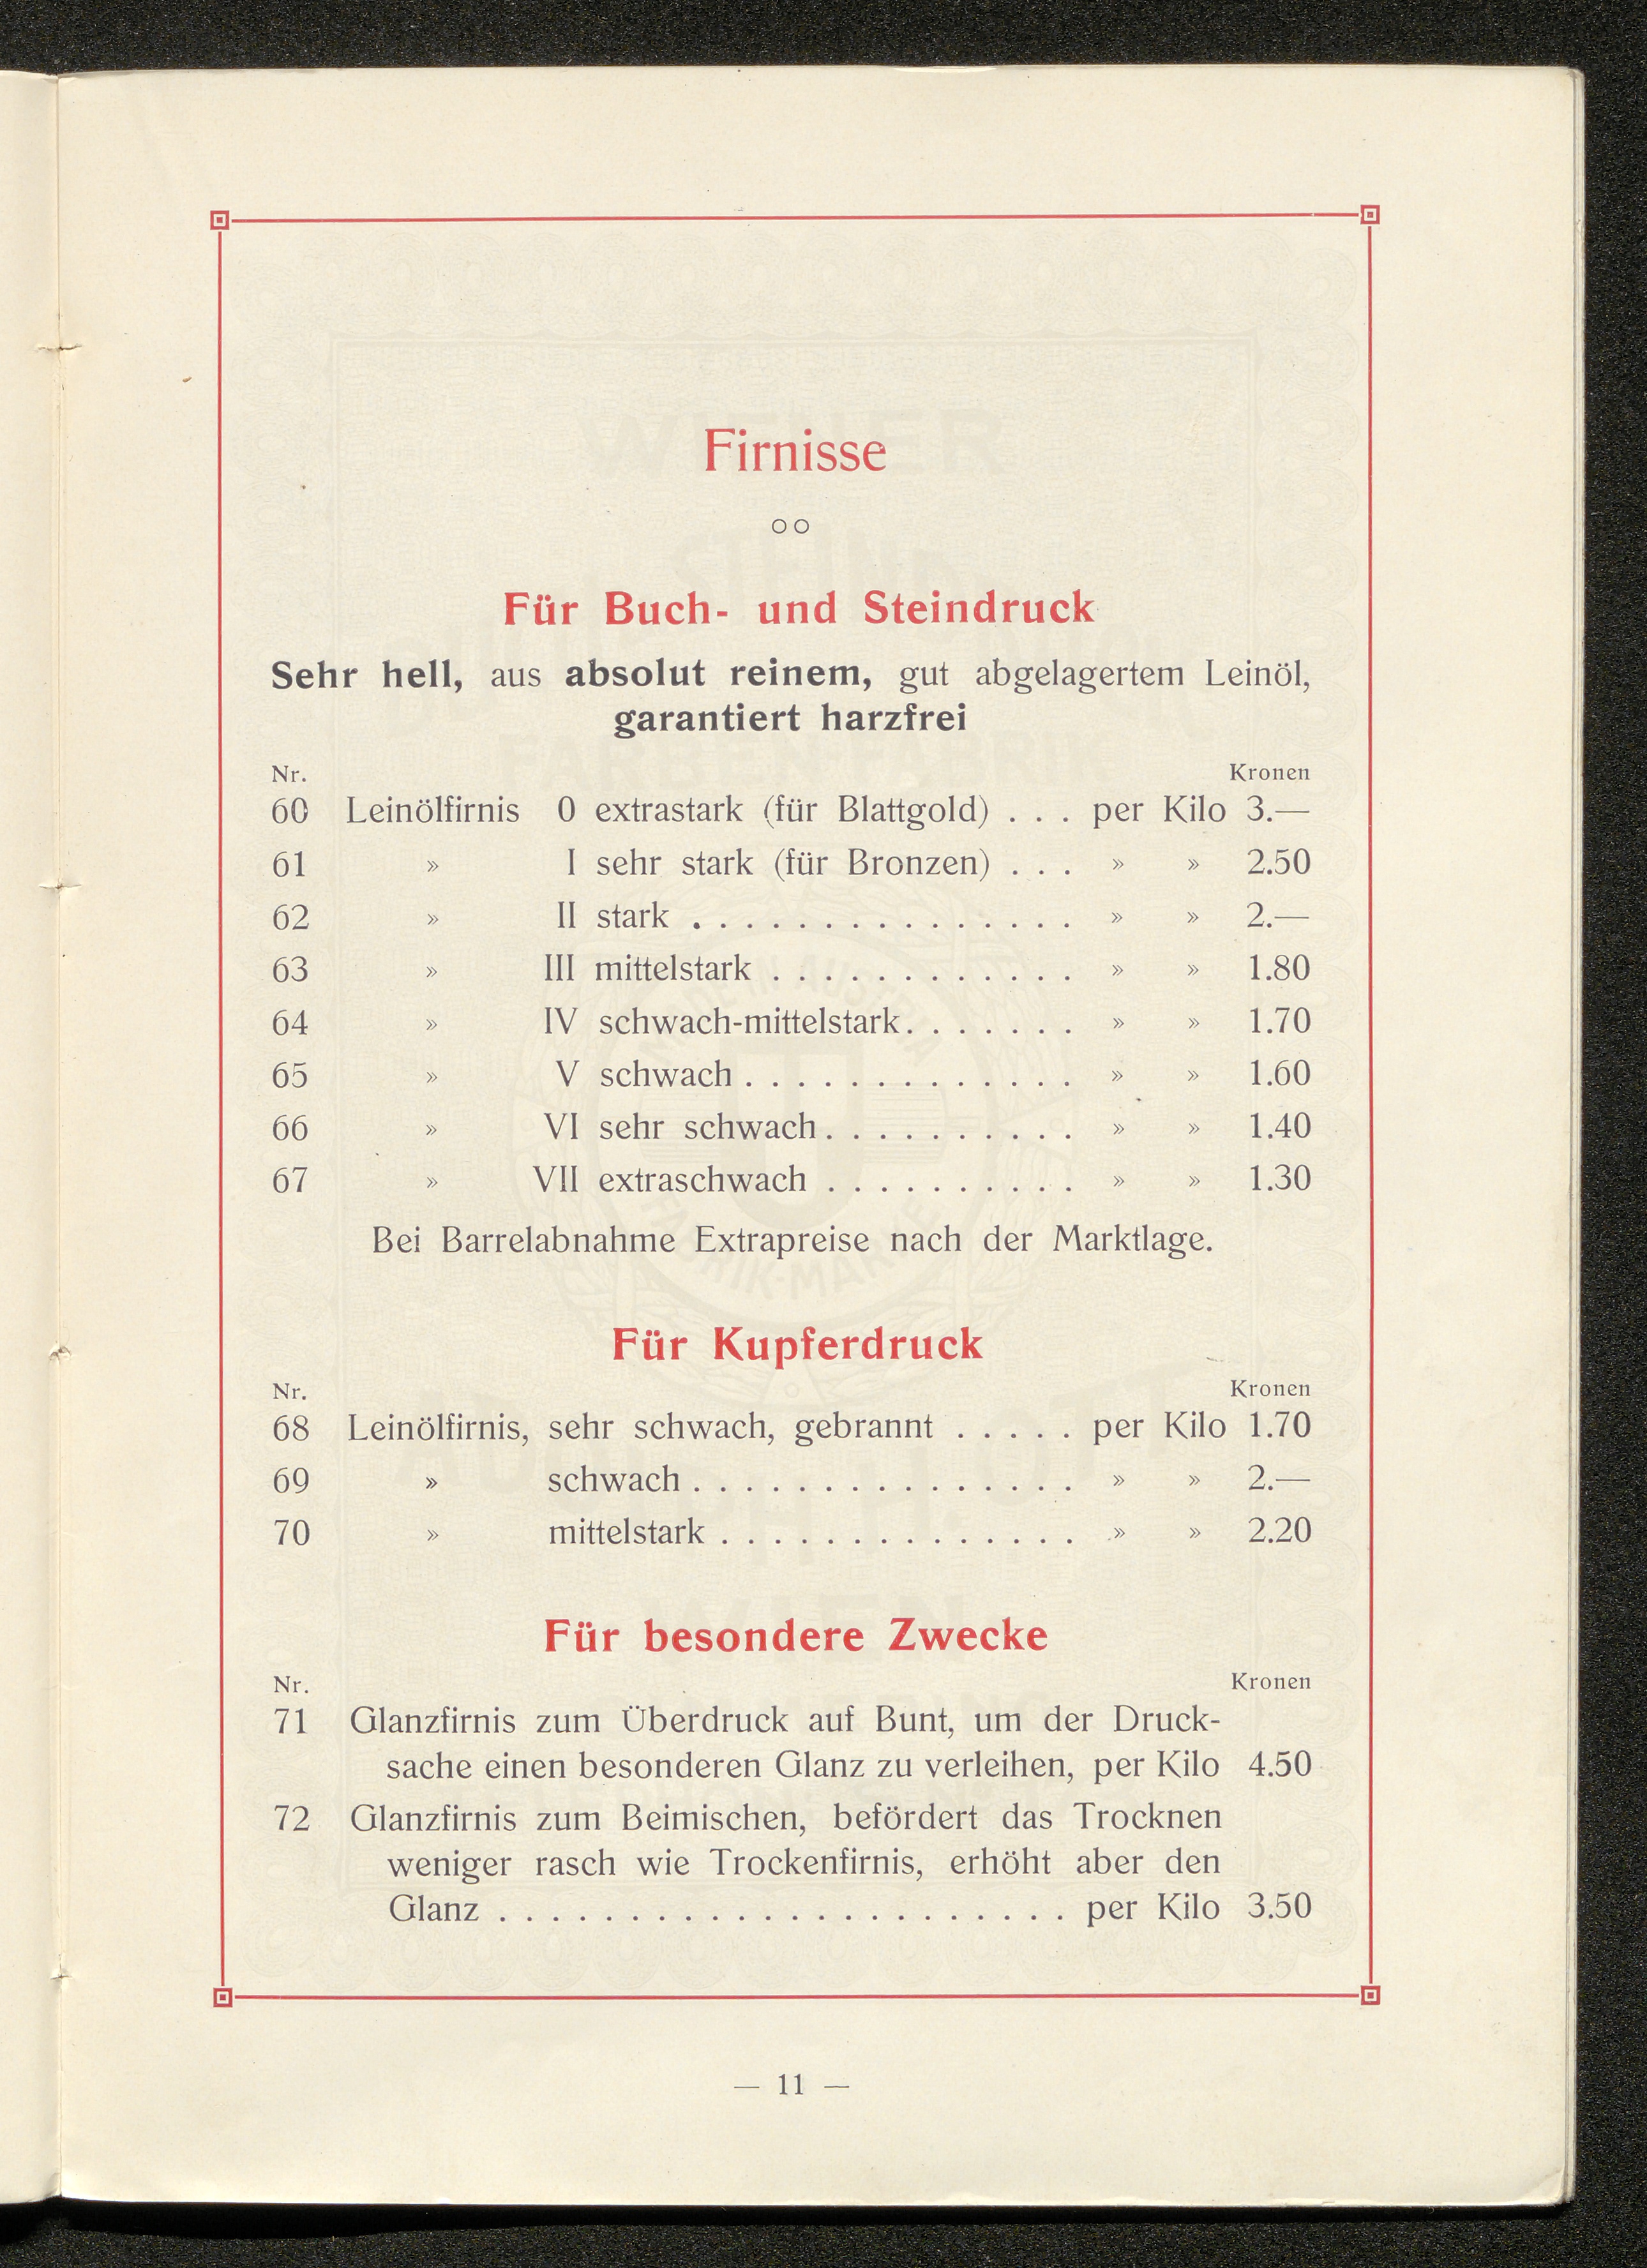 Firnisse
Für Buch- und Steindruck
Sehr hell, aus absolut reinem, gut abgelagertem Leinöl,
garantiert harzfrei
Nr. Kronen
60 Leinölfirnis 0 extrastark (für Blattgold) . . . per Kilo 3.—
61 » I sehr stark (für Bronzen) . . . » » 2.50
62 » II stark . . . . . . . . . . . . . . . » » 2.—
63 » III mittelstark . . . . . . . . . . . . » » 1.80
64 » IV schwach-mittelstark . . . . . . . » » 1.70
65 » V schwach . . . . . . . . . . . . . » » 1.60
66 » VI sehr schwach . . . . . . . . . . » » 1.40
67 » VII extraschwach . . . . . . . . . . » » 1.30
Bei Barrelabnahme Extrapreise nach der Marktlage.
Für Kupferdruck
Nr. Kronen
68 Leinölfirnis, sehr schwach, gebrannt . . . . . per Kilo 1.70
69 » schwach . . . . . . . . . . . . . . . » » 2.—
70 » mittelstark . . . . . . . . . . . . . . » » 2.20
Für besondere Zwecke
Nr. Kronen
71 Glanzfirnis zum Überdruck auf Bunt, um der Druck-
sache einen besonderen Glanz zu verleihen, per Kilo 4.50
72 Glanzfirnis zum Beimischen, befördert das Trocknen
weniger rasch wie Trockenfirnis, erhöht aber den
Glanz . . . . . . . . . . . . . . . . . . . . . . per Kilo 3.50
— 11 —